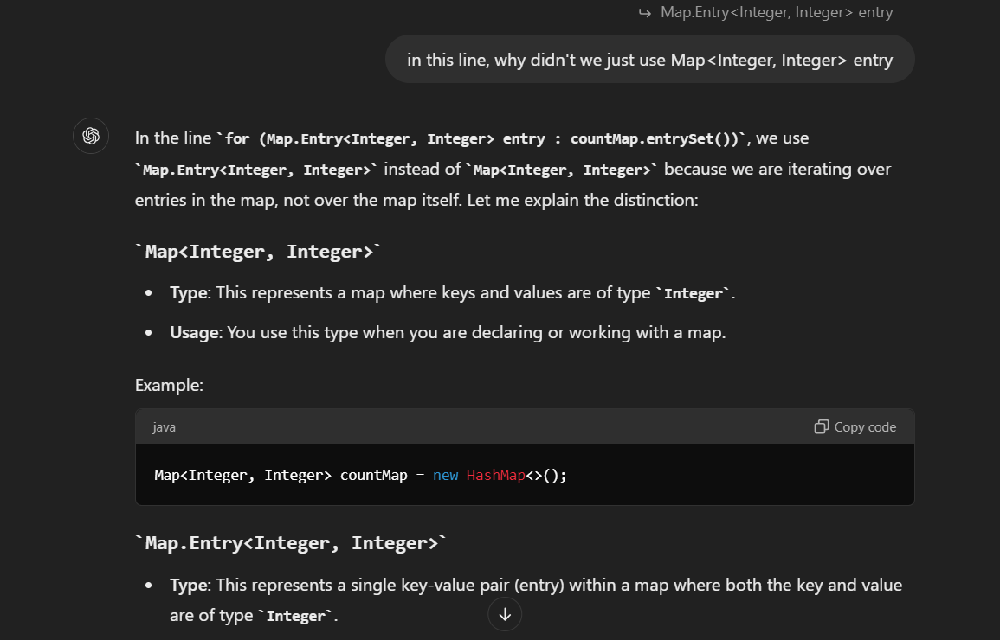 Map.Entry<Integer, Integer> entry
in this line, why didn't we just use Map<Integer, Integer> entry
In the line `for (Map.Entry<Integer, Integer> entry : countMap.entrySet())`, we use
`Map.Entry<Integer, Integer>` instead of `Map<Integer, Integer>` because we are iterating over
entries in the map, not over the map itself. Let me explain the distinction:
`Map<Integer, Integer>`
• Type: This represents a map where keys and values are of type `Integer`.
• Usage: You use this type when you are declaring or working with a map.
Example:
java
Copy code
Map<Integer, Integer> countMap = new HashMap<>();
`Map.Entry<Integer, Integer>`
• Type: This represents a single key-value pair (entry) within a map where both the key and value
are of type `Integer`.